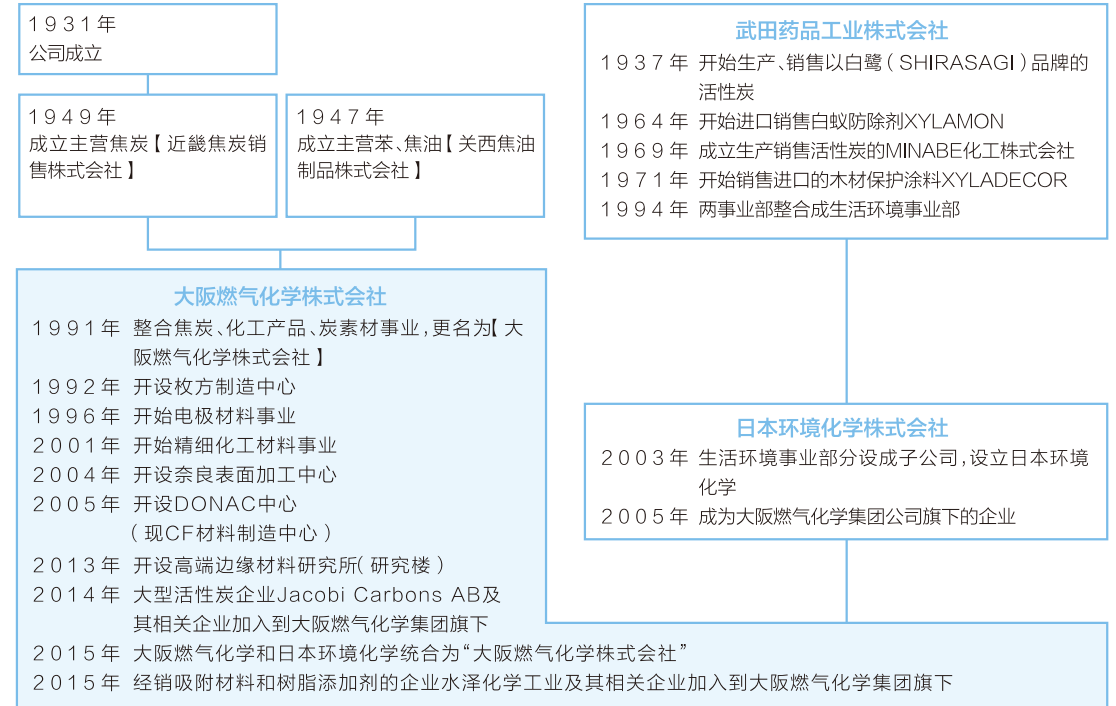 1931年
公司成立
1949年
成立主营焦炭【近畿焦炭销
售株式会社】
1947年
成立主营苯、焦油【关西焦油
制品株式会社】
武田药品工业株式会社
1937年 开始生产、销售以白鹭（SHIRASAGI）品牌的
活性炭
1964年 开始进口销售白蚁防除剂XYLAMON
1969年 成立生产销售活性炭的MINABE化工株式会社
1971年 开始销售进口的木材保护涂料XYLADECOR
1994年 两事业部整合成生活环境事业部
大阪燃气化学株式会社
1991年 整合焦炭、化工产品、炭素材事业,更名为【大
阪燃气化学株式会社】
1992年 开设枚方制造中心
1996年 开始电极材料事业
2001年 开始精细化工材料事业
2004年 开设奈良表面加工中心
2005年 开设DONAC中心
（现CF材料制造中心）
2013年 开设高端边缘材料研究所（研究楼）
2014年 大型活性炭企业Jacobi Carbons AB及
其相关企业加入到大阪燃气化学集团旗下
日本环境化学株式会社
2003年 生活环境事业部分设成子公司,设立日本环境
化学
2005年 成为大阪燃气化学集团公司旗下的企业
2015年 大阪燃气化学和日本环境化学统合为“大阪燃气化学株式会社”
2015年 经销吸附材料和树脂添加剂的企业水泽化学工业及其相关企业加入到大阪燃气化学集团旗下